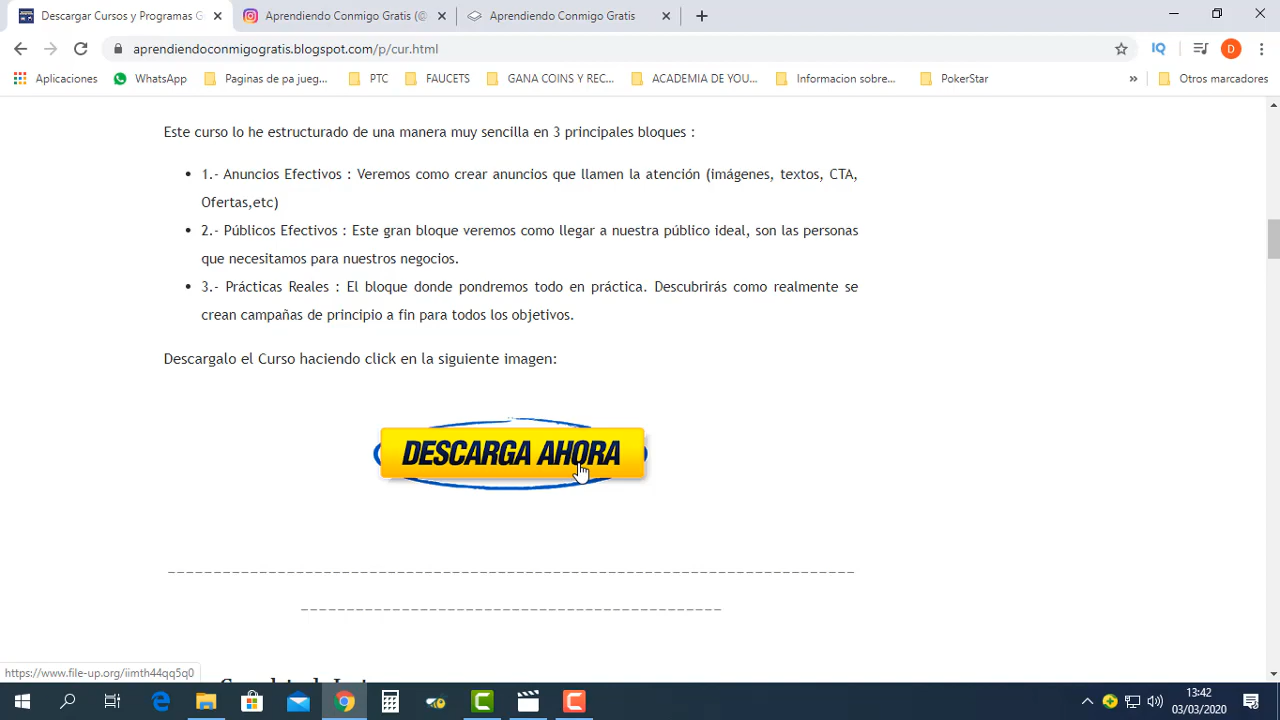 Descargar Cursos y Programas G
Aprendiendo Conmigo Gratis (©
Aprendiendo Conmigo Gratis
aprendiendoconmigogratis.blogspot.com/p/cur.html
IQ
D
Aplicaciones
WhatsApp
Paginas de pa jueg...
PTC
FAUCETS
GANA COINS Y REC...
ACADEMIA DE YOU...
Informacion sobre...
PokerStar
»
Otros marcadores
Este curso lo he estructurado de una manera muy sencilla en 3 principales bloques :
• 1.- Anuncios Efectivos : Veremos como crear anuncios que llamen la atención (imágenes, textos, CTA,
Ofertas,etc)
• 2.- Públicos Efectivos : Este gran bloque veremos como llegar a nuestra público ideal, son las personas
que necesitamos para nuestros negocios.
• 3.- Prácticas Reales : El bloque donde pondremos todo en práctica. Descubrirás como realmente se
crean campañas de principio a fin para todos los objetivos.
Descargalo el Curso haciendo click en la siguiente imagen:
DESCARGA AHORA
https://www.file-up.org/iimth44qq5q0
13:42
03/03/2020